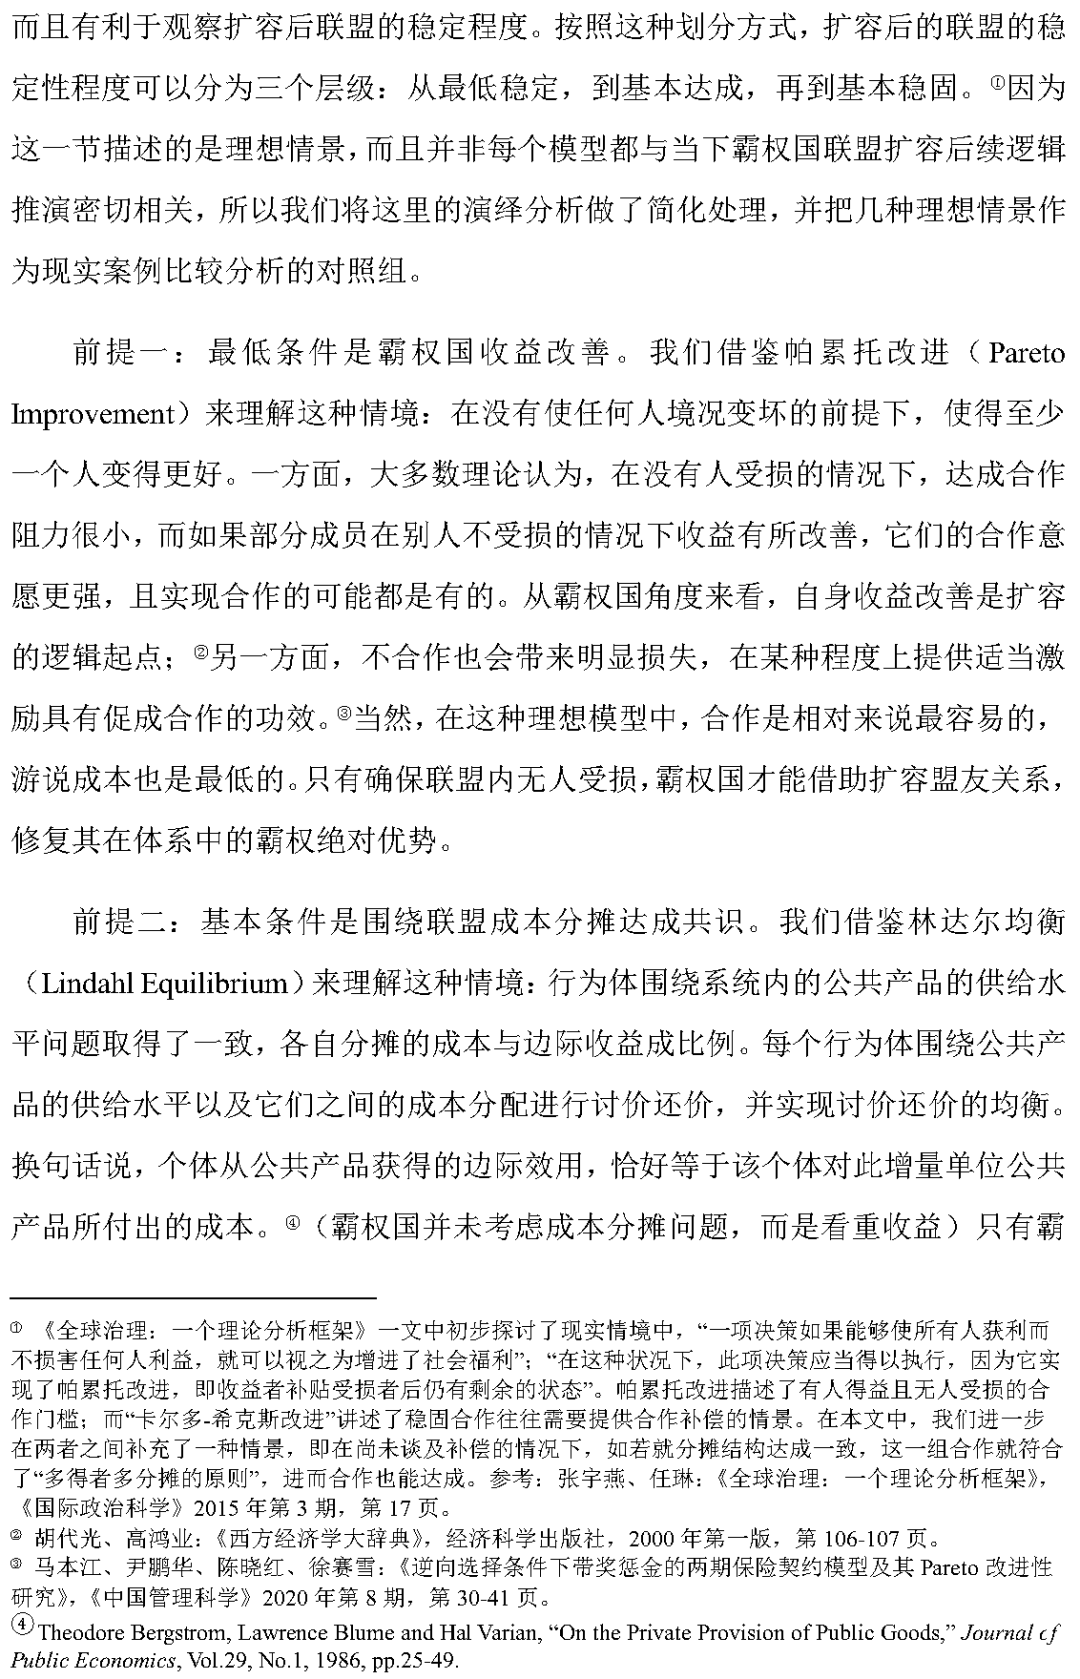 而且有利于观察扩容后联盟的稳定程度。按照这种划分方式，扩容后的联盟的稳
定性程度可以分为三个层级：从最低稳定，到基本达成，再到基本稳固。①因为
这一节描述的是理想情景，而且并非每个模型都与当下霸权国联盟扩容后续逻辑
推演密切相关，所以我们将这里的演绎分析做了简化处理，并把几种理想情景作
为现实案例比较分析的对照组。
前提一：最低条件是霸权国收益改善。我们借鉴帕累托改进（Pareto
Improvement）来理解这种情境：在没有使任何人境况变坏的前提下，使得至少
一个人变得更好。一方面，大多数理论认为，在没有人受损的情况下，达成合作
阻力很小，而如果部分成员在别人不受损的情况下收益有所改善，它们的合作意
愿更强，且实现合作的可能都是有的。从霸权国角度来看，自身收益改善是扩容
的逻辑起点；②另一方面，不合作也会带来明显损失，在某种程度上提供适当激
励具有促成合作的功效。③当然，在这种理想模型中，合作是相对来说最容易的，
游说成本也是最低的。只有确保联盟内无人受损，霸权国才能借助扩容盟友关系，
修复其在体系中的霸权绝对优势。
前提二：基本条件是围绕联盟成本分摊达成共识。我们借鉴林达尔均衡
（Lindahl Equilibrium）来理解这种情境：行为体围绕系统内的公共产品的供给水
平问题取得了一致，各自分摊的成本与边际收益成比例。每个行为体围绕公共产
品的供给水平以及它们之间的成本分配进行讨价还价，并实现讨价还价的均衡。
换句话说，个体从公共产品获得的边际效用，恰好等于该个体对此增量单位公共
产品所付出的成本。④（霸权国并未考虑成本分摊问题，而是看重收益）只有霸
① 《全球治理：一个理论分析框架》一文中初步探讨了现实情境中，“一项决策如果能够使所有人获利而
不损害任何人利益，就可以视之为增进了社会福利”；“在这种状况下，此项决策应当得以执行，因为它实
现了帕累托改进，即收益者补贴受损者后仍有剩余的状态”。帕累托改进描述了有人得益且无人受损的合
作门槛；而“卡尔多-希克斯改进”讲述了稳固合作往往需要提供合作补偿的情景。在本文中，我们进一步
在两者之间补充了一种情景，即在尚未谈及补偿的情况下，如若就分摊结构达成一致，这一组合作就符合
了“多得者多分摊的原则”，进而合作也能达成。参考：张宇燕、任琳：《全球治理：一个理论分析框架》，
《国际政治科学》2015 年第 3 期，第 17 页。
② 胡代光、高鸿业：《西方经济学大辞典》，经济科学出版社，2000 年第一版，第 106-107 页。
③ 马本江、尹鹏华、陈晓红、徐赛雪：《逆向选择条件下带奖惩金的两期保险契约模型及其 Pareto 改进性
研究》，《中国管理科学》2020 年第 8 期，第 30-41 页。
④ Theodore Bergstrom, Lawrence Blume and Hal Varian, “On the Private Provision of Public Goods,” Journal of
Public Economics, Vol.29, No.1, 1986, pp.25-49.